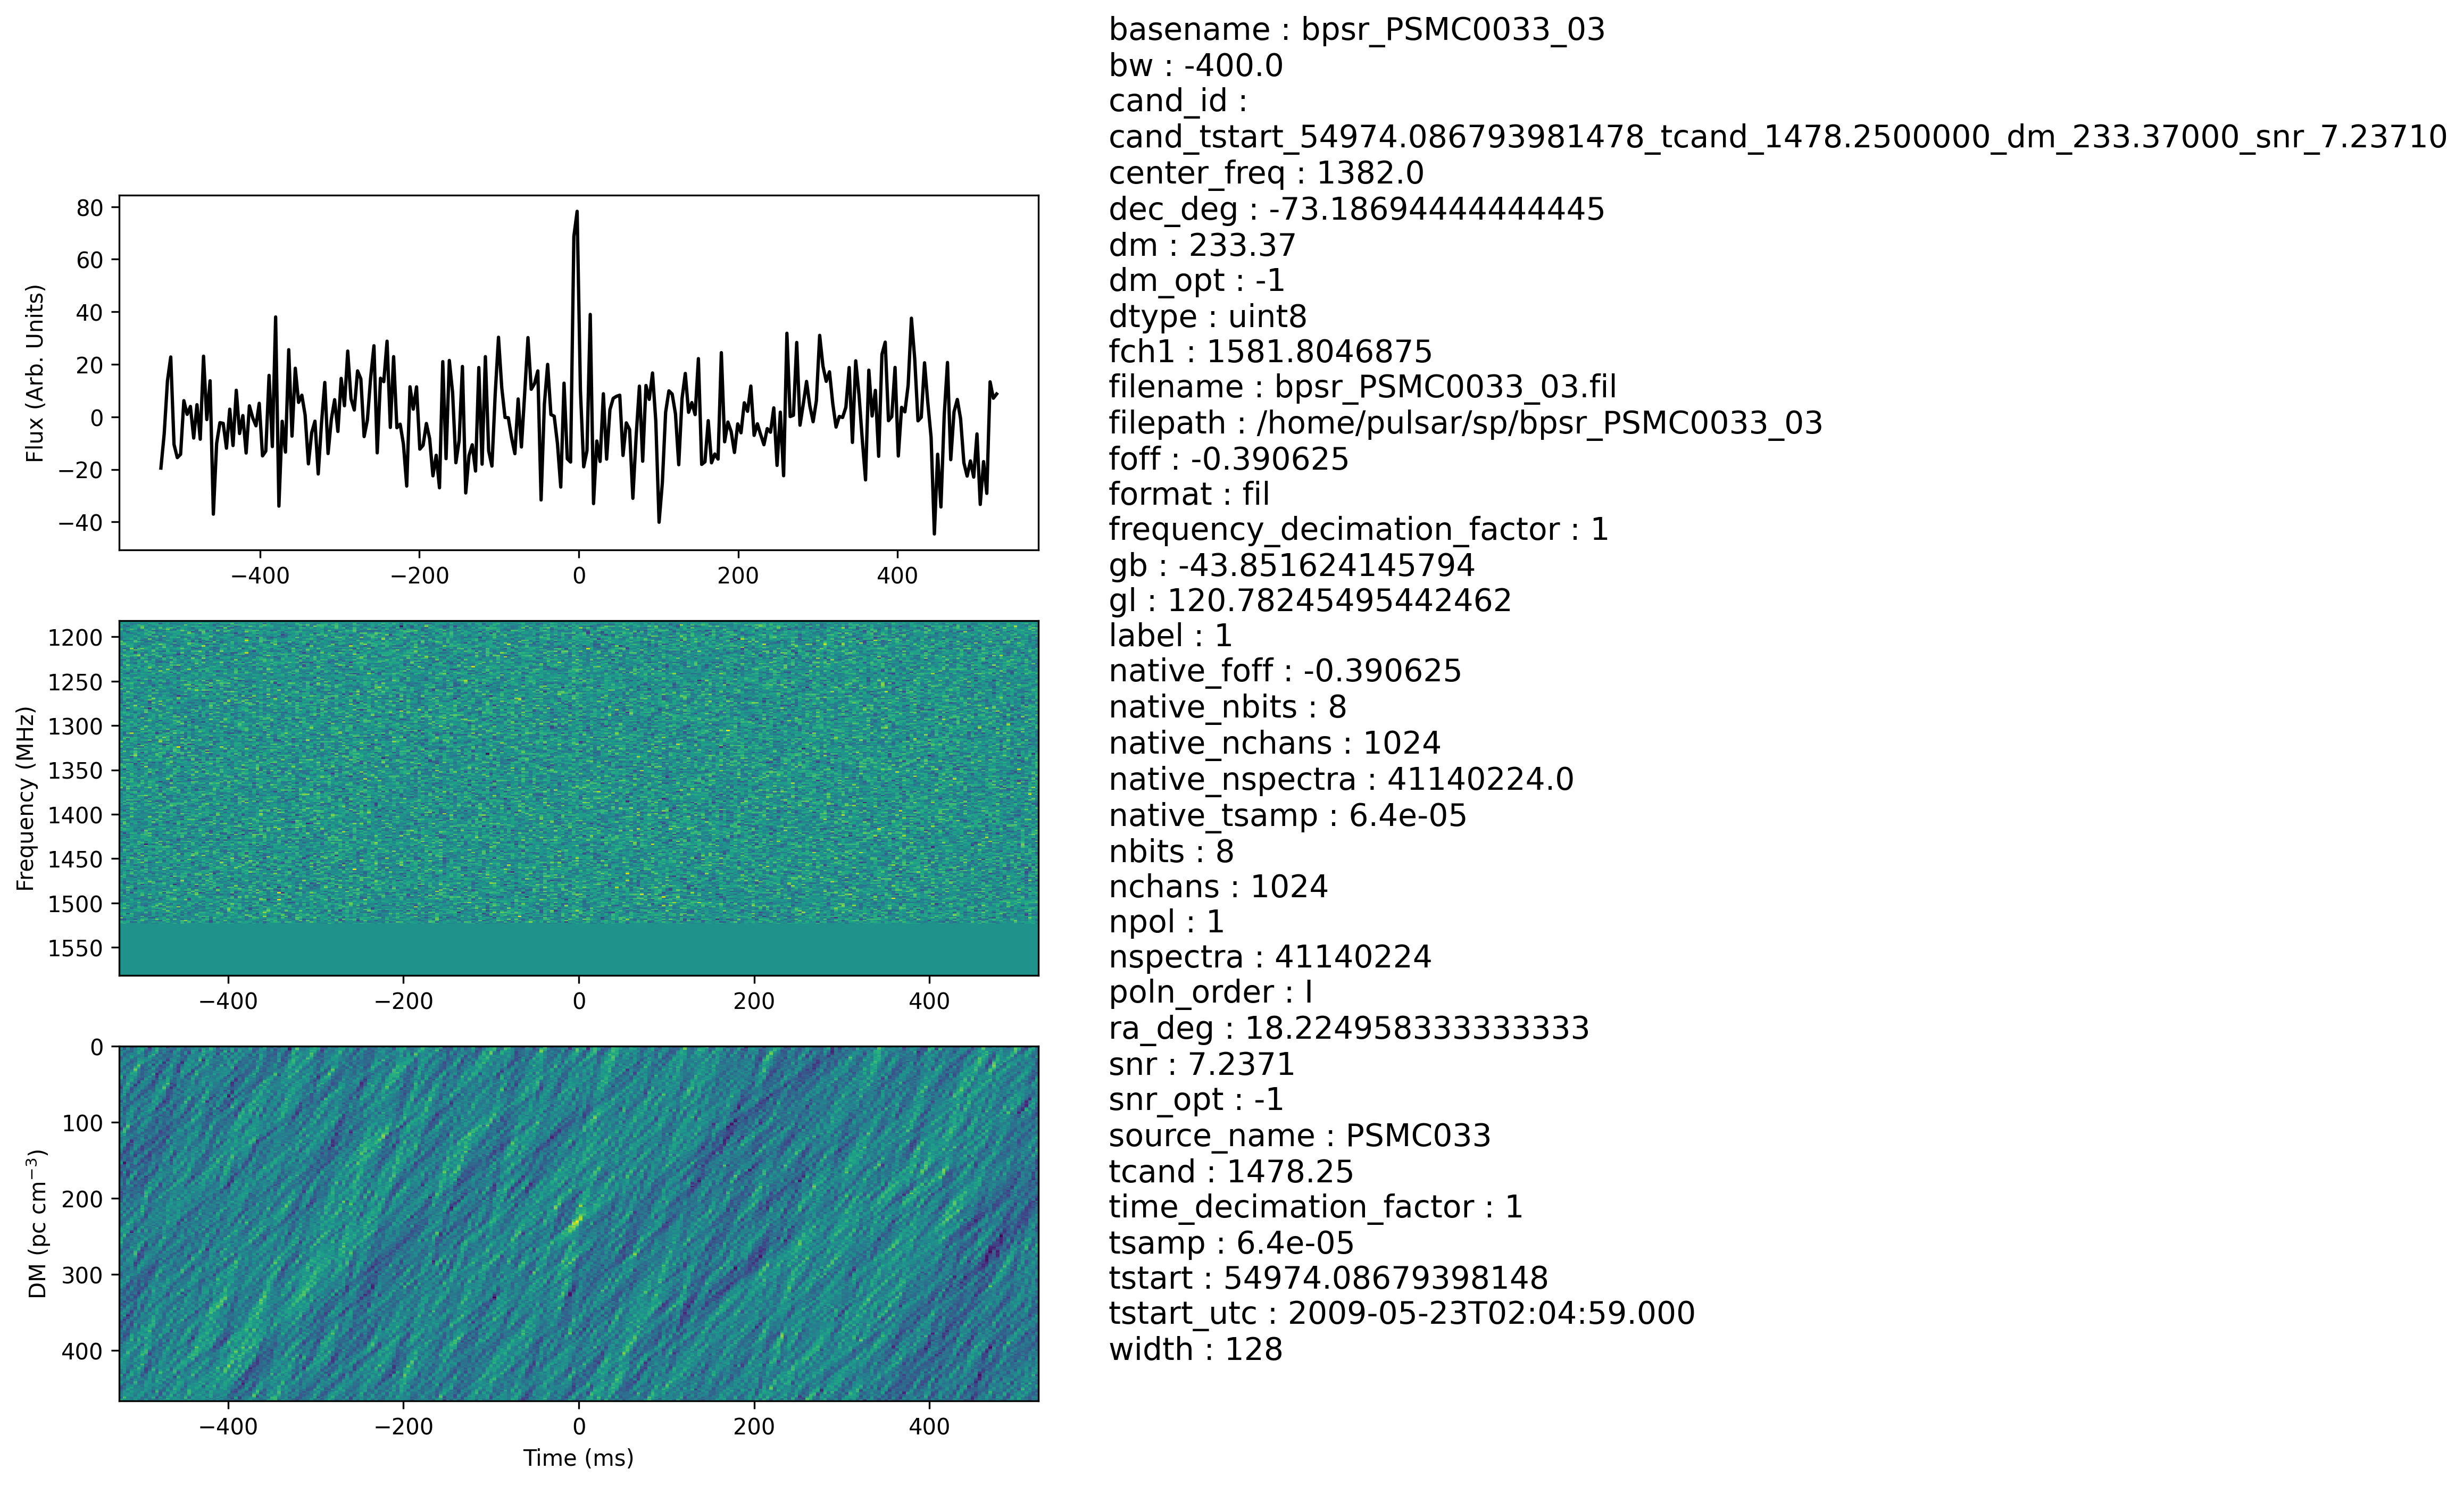 basename : bpsr_PSMC0033_03
bw : -400.0
cand_id :
cand_tstart_54974.086793981478_tcand_1478.2500000_dm_233.37000_snr_7.23710
center_freq : 1382.0
dec_deg : -73.18694444444445
dm : 233.37
dm_opt : -1
dtype : uint8
fch1 : 1581.8046875
filename : bpsr_PSMC0033_03.fil
filepath : /home/pulsar/sp/bpsr_PSMC0033_03
foff : -0.390625
format : fil
frequency_decimation_factor : 1
gb : -43.851624145794
gl : 120.78245495442462
label : 1
native_foff : -0.390625
native_nbits : 8
native_nchans : 1024
native_nspectra : 41140224.0
native_tsamp : 6.4e-05
nbits : 8
nchans : 1024
npol : 1
nspectra : 41140224
poln_order : I
ra_deg : 18.224958333333333
snr : 7.2371
snr_opt : -1
source_name : PSMC033
tcand : 1478.25
time_decimation_factor : 1
tsamp : 6.4e-05
tstart : 54974.08679398148
tstart_utc : 2009-05-23T02:04:59.000
width : 128
Flux (Arb. Units)
80
60
40
20
0
−20
−40
−400 −200 0 200 400
Frequency (MHz)
1200
1250
1300
1350
1400
1450
1500
1550
−400 −200 0 200 400
DM (pc cm⁻³)
0
100
200
300
400
−400 −200 0 200 400
Time (ms)